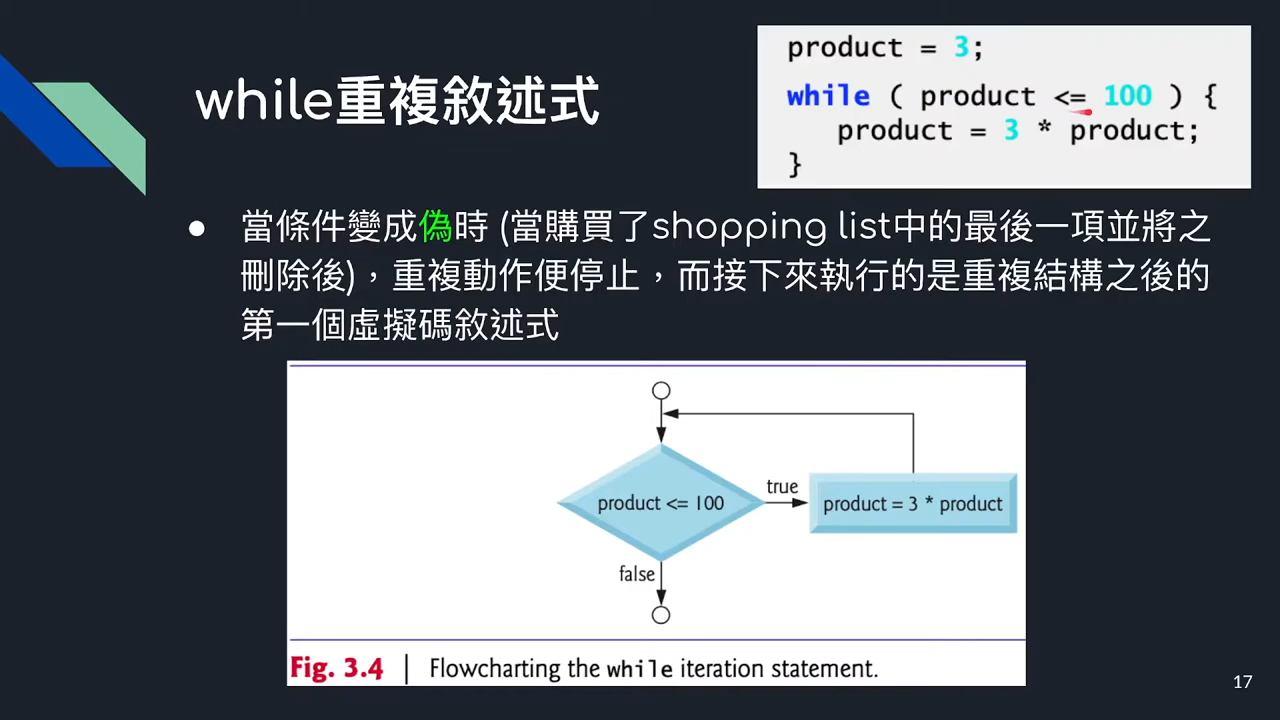 while重複敘述式
product = 3;
while ( product <= 100 ) {
product = 3 * product;
}
● 當條件變成偽時 (當購買了shopping list中的最後一項並將之
刪除後)，重複動作便停止，而接下來執行的是重複結構之後的
第一個虛擬碼敘述式
product <= 100
true
product = 3 * product
false
Fig. 3.4 | Flowcharting the while iteration statement.
17